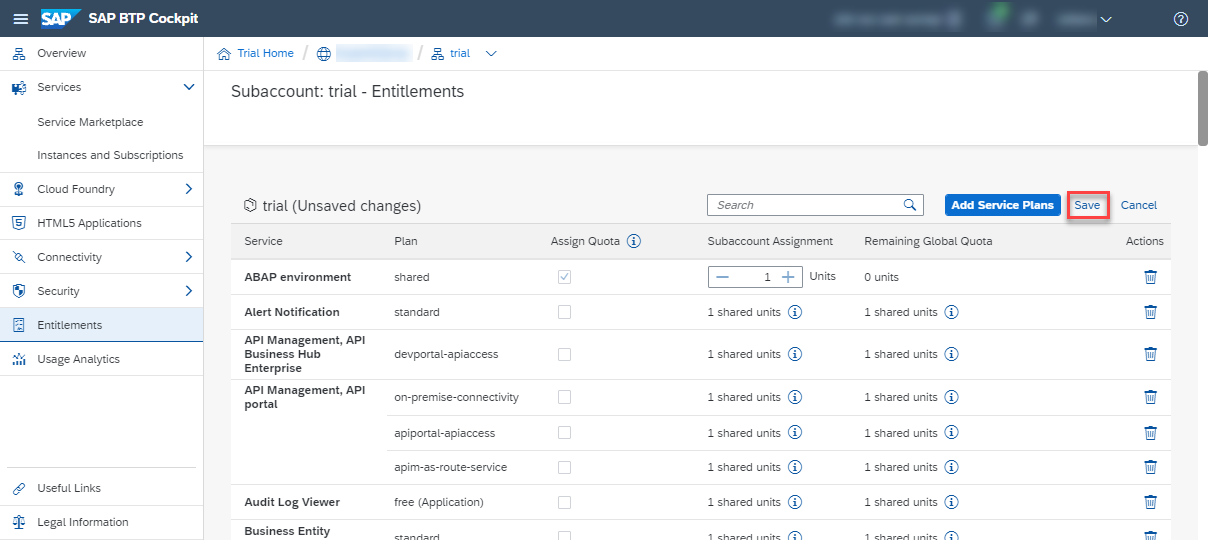 SAP SAP BTP Cockpit
Overview
Services
Service Marketplace
Instances and Subscriptions
Cloud Foundry
HTML5 Applications
Connectivity
Security
Entitlements
Usage Analytics
Useful Links
Legal Information
Trial Home / / trial
Subaccount: trial - Entitlements
trial (Unsaved changes)
Search
Add Service Plans Save Cancel
Service Plan Assign Quota Subaccount Assignment Remaining Global Quota Actions
ABAP environment shared 1 Units 0 units
Alert Notification standard 1 shared units 1 shared units
API Management, API
Business Hub
Enterprise
devportal-apiaccess 1 shared units 1 shared units
API Management, API
portal
on-premise-connectivity 1 shared units 1 shared units
apiportal-apiaccess 1 shared units 1 shared units
apim-as-route-service 1 shared units 1 shared units
Audit Log Viewer free (Application) 1 shared units 1 shared units
Business Entity
standard 1 shared units 1 shared units